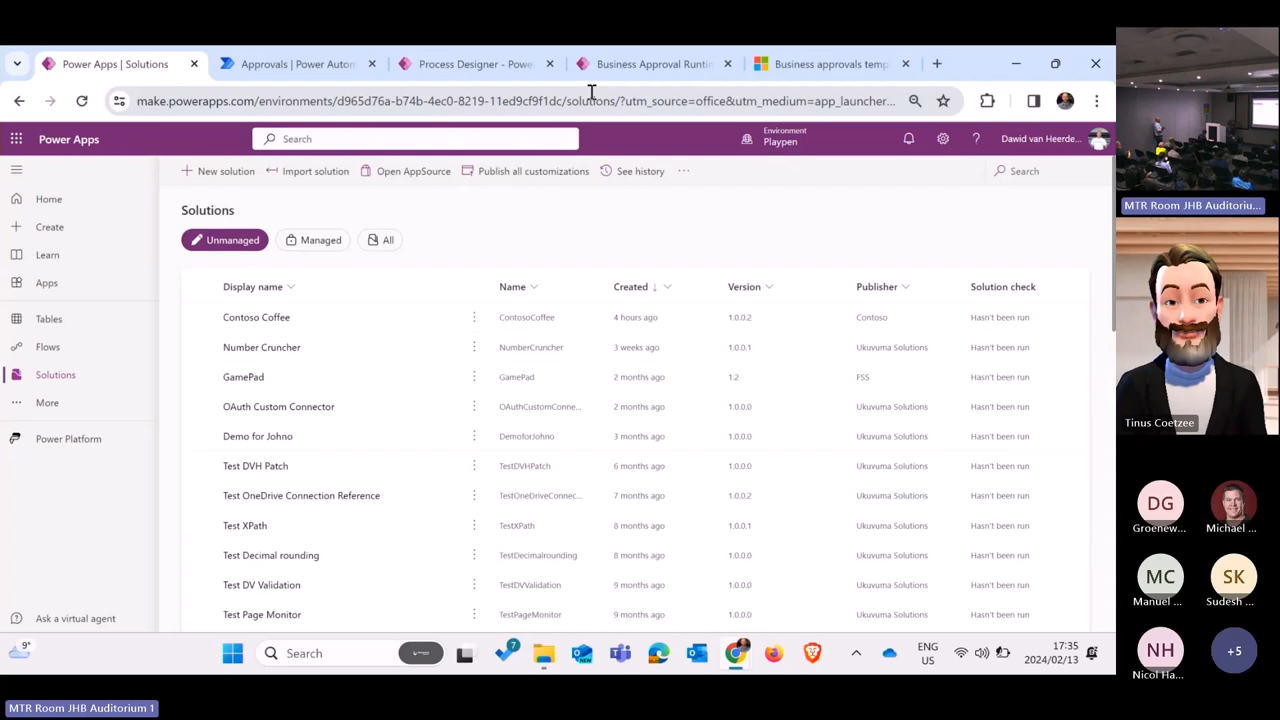 Power Apps | Solutions
Approvals | Power Autom
Process Designer - Powe
Business Approval Runtin
Business approvals temp
make.powerapps.com/environments/d965d76a-b74b-4ec0-8219-11ed9cf9f1dc/solutions/?utm_source=office&utm_medium=app_launcher...
Power Apps
Search
Environment
Playpen
Dawid van Heerde...
New solution
Import solution
Open AppSource
Publish all customizations
See history
...
Search
Home
Create
Learn
Apps
Tables
Flows
Solutions
More
Power Platform
Ask a virtual agent
Solutions
Unmanaged
Managed
All
Display name Name Created Version Publisher Solution check
Contoso Coffee ContosoCoffee 4 hours ago 1.0.0.2 Contoso Hasn't been run
Number Cruncher NumberCruncher 3 weeks ago 1.0.0.1 Ukuvuma Solutions Hasn't been run
GamePad GamePad 2 months ago 1.2 FSS Hasn't been run
OAuth Custom Connector OAuthCustomConne... 2 months ago 1.0.0.0 Ukuvuma Solutions Hasn't been run
Demo for Johno DemoforJohno 3 months ago 1.0.0.0 Ukuvuma Solutions Hasn't been run
Test DVH Patch TestDVHPatch 6 months ago 1.0.0.0 Ukuvuma Solutions Hasn't been run
Test OneDrive Connection Reference TestOneDriveConnec... 7 months ago 1.0.0.2 Ukuvuma Solutions Hasn't been run
Test XPath TestXPath 8 months ago 1.0.0.1 Ukuvuma Solutions Hasn't been run
Test Decimal rounding TestDecimalrounding 8 months ago 1.0.0.0 Ukuvuma Solutions Hasn't been run
Test DV Validation TestDVValidation 9 months ago 1.0.0.0 Ukuvuma Solutions Hasn't been run
Test Page Monitor TestPageMonitor 9 months ago 1.0.0.0 Ukuvuma Solutions Hasn't been run
9°
Search
7
NEW
ENG
US
17:35
2024/02/13
MTR Room JHB Auditoriu...
Tinus Coetzee
DG
Groenew...
Michael ...
MC
Manuel ...
SK
Sudesh ...
NH
Nicol Ha...
+5
MTR Room JHB Auditorium 1